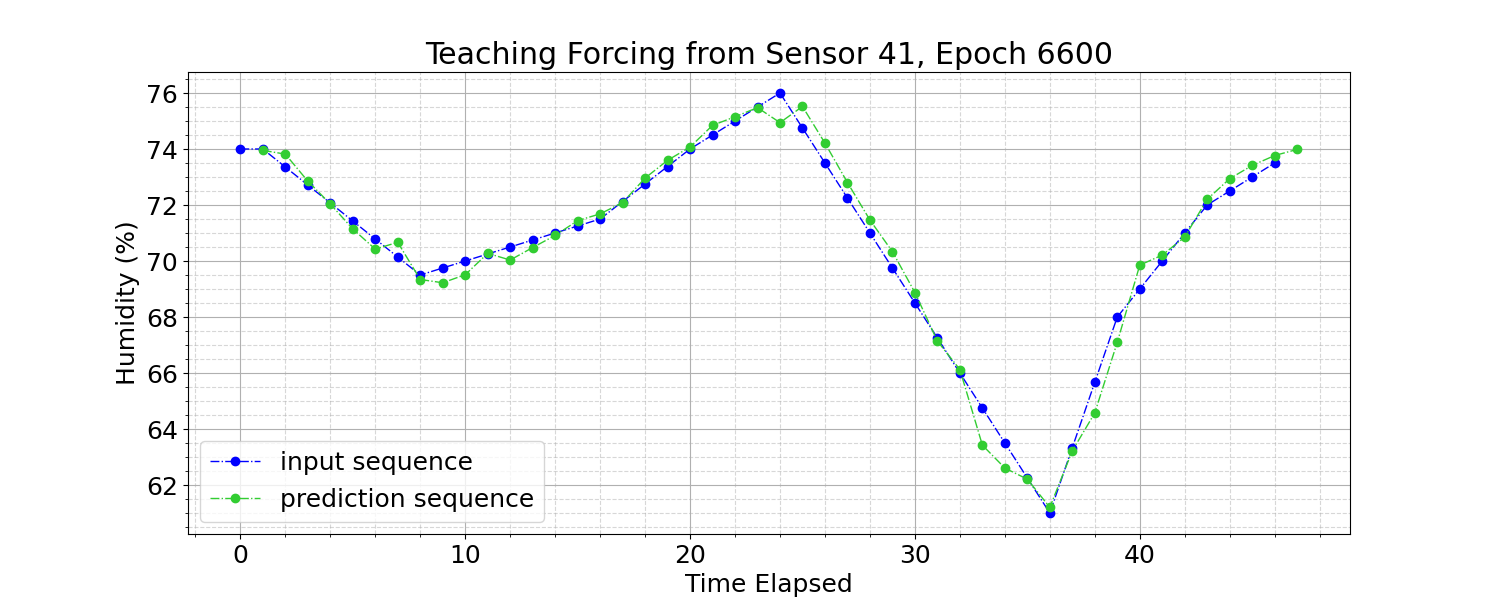 Teaching Forcing from Sensor 41, Epoch 6600
Humidity (%)
76
74
72
70
68
66
64
62
input sequence
prediction sequence
0 10 20 30 40
Time Elapsed